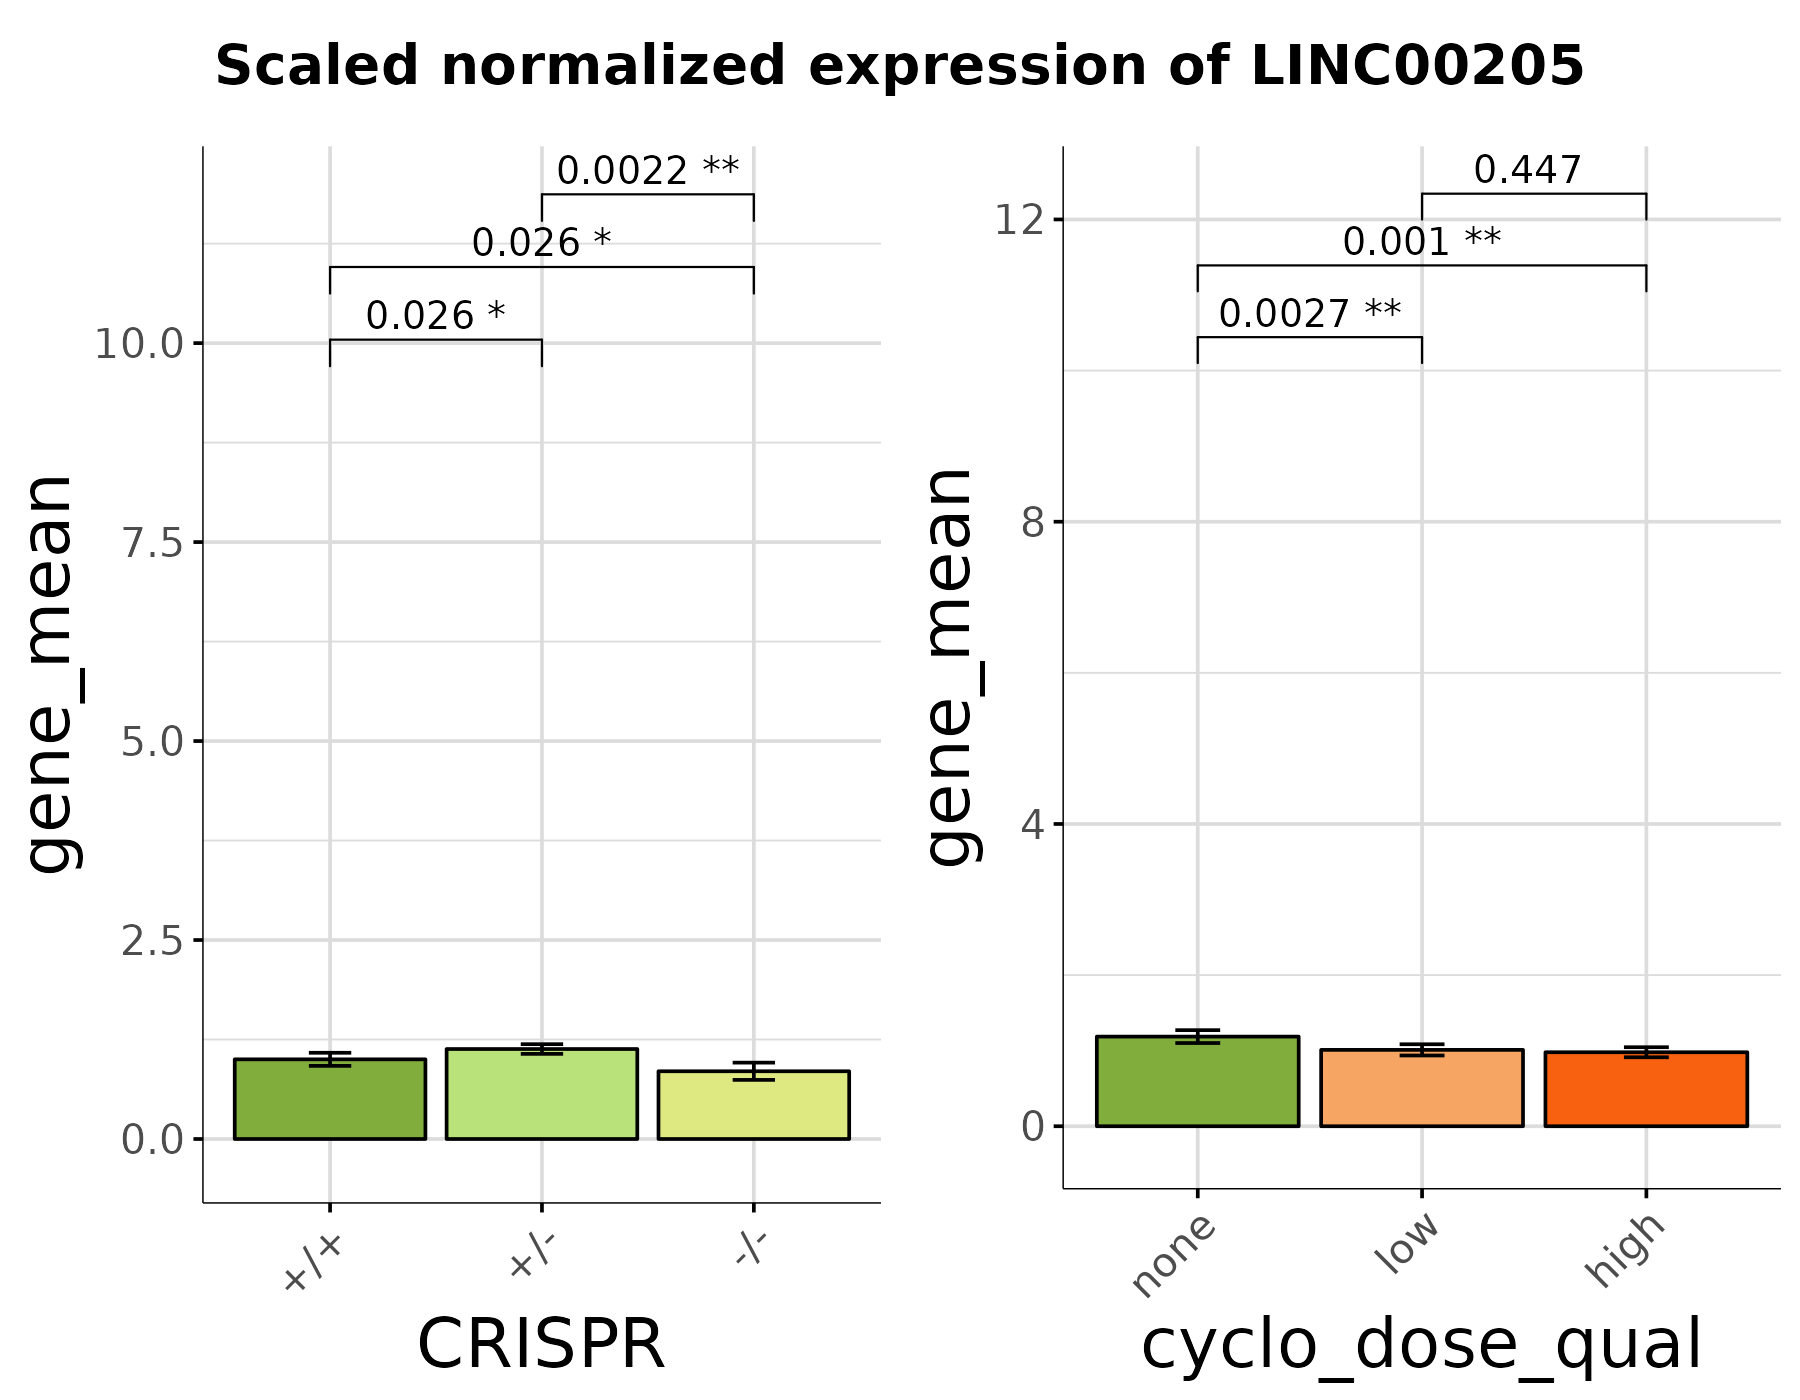 Scaled normalized expression of LINC00205
0.0022 **
0.026 *
0.026 *
10.0
7.5
5.0
2.5
0.0
gene_mean
+/+
+/-
-/-
CRISPR
0.447
0.001 **
0.0027 **
12
8
4
0
gene_mean
none
low
high
cyclo_dose_qual